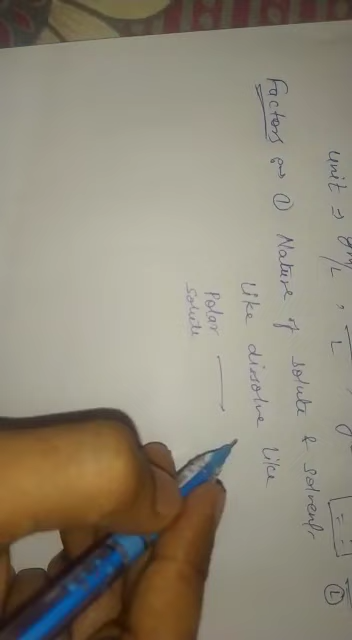 unit ⇒ gm/L,
Factors ⇒ ① Nature of solute & solvent,
like dissolve like
Polar
Solute